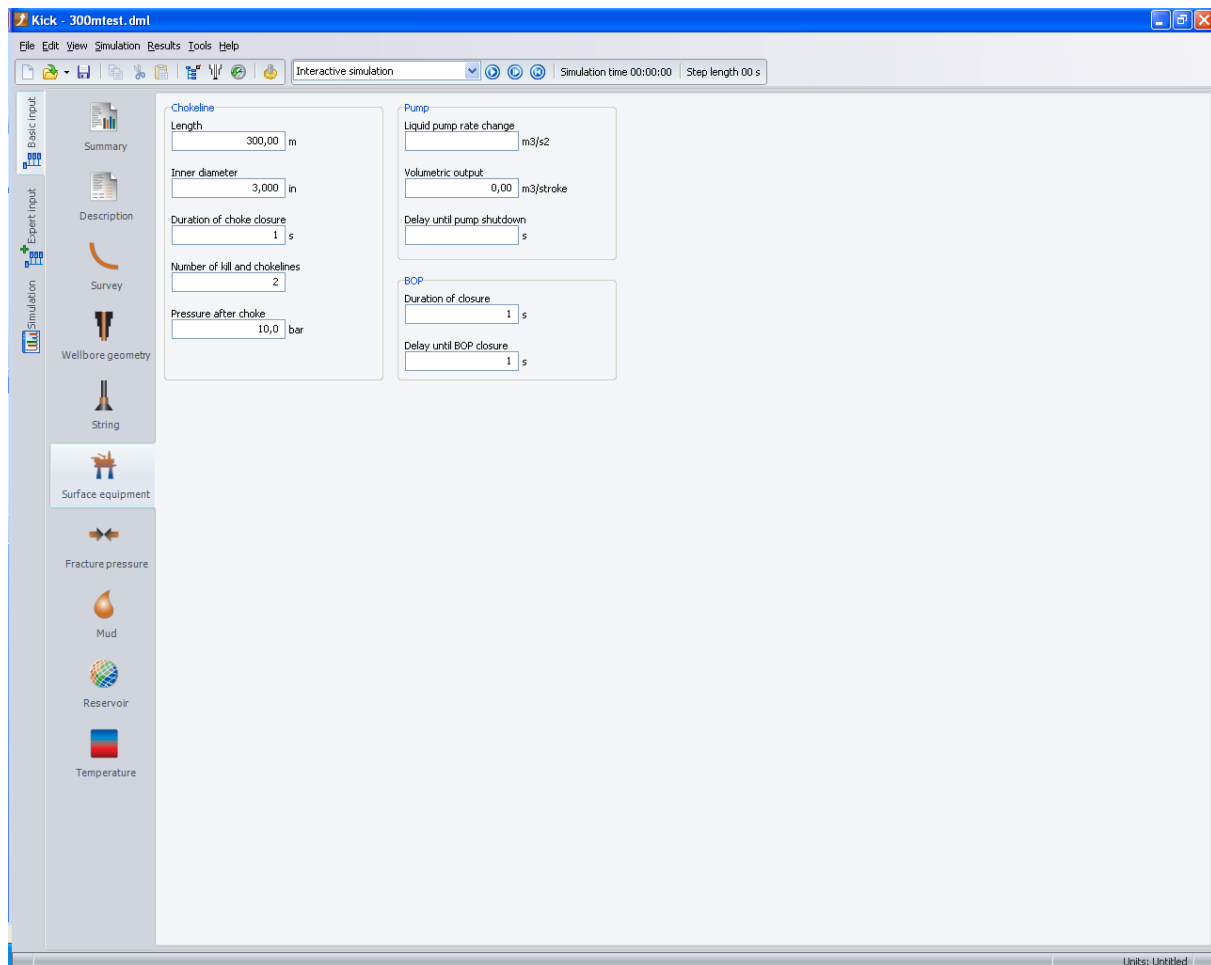 Kick - 300mtest.dml
File Edit View Simulation Results Tools Help
Interactive simulation Simulation time 00:00:00 Step length 00 s
Basic input
Expert input
Simulation
Summary
Description
Survey
Wellbore geometry
String
Surface equipment
Fracture pressure
Mud
Reservoir
Temperature
Chokeline
Length
300,00 m
Inner diameter
3,000 in
Duration of choke closure
1 s
Number of kill and chokelines
2
Pressure after choke
10,0 bar
Pump
Liquid pump rate change
m3/s2
Volumetric output
0,00 m3/stroke
Delay until pump shutdown
s
BOP
Duration of closure
1 s
Delay until BOP closure
1 s
Units: Untitled